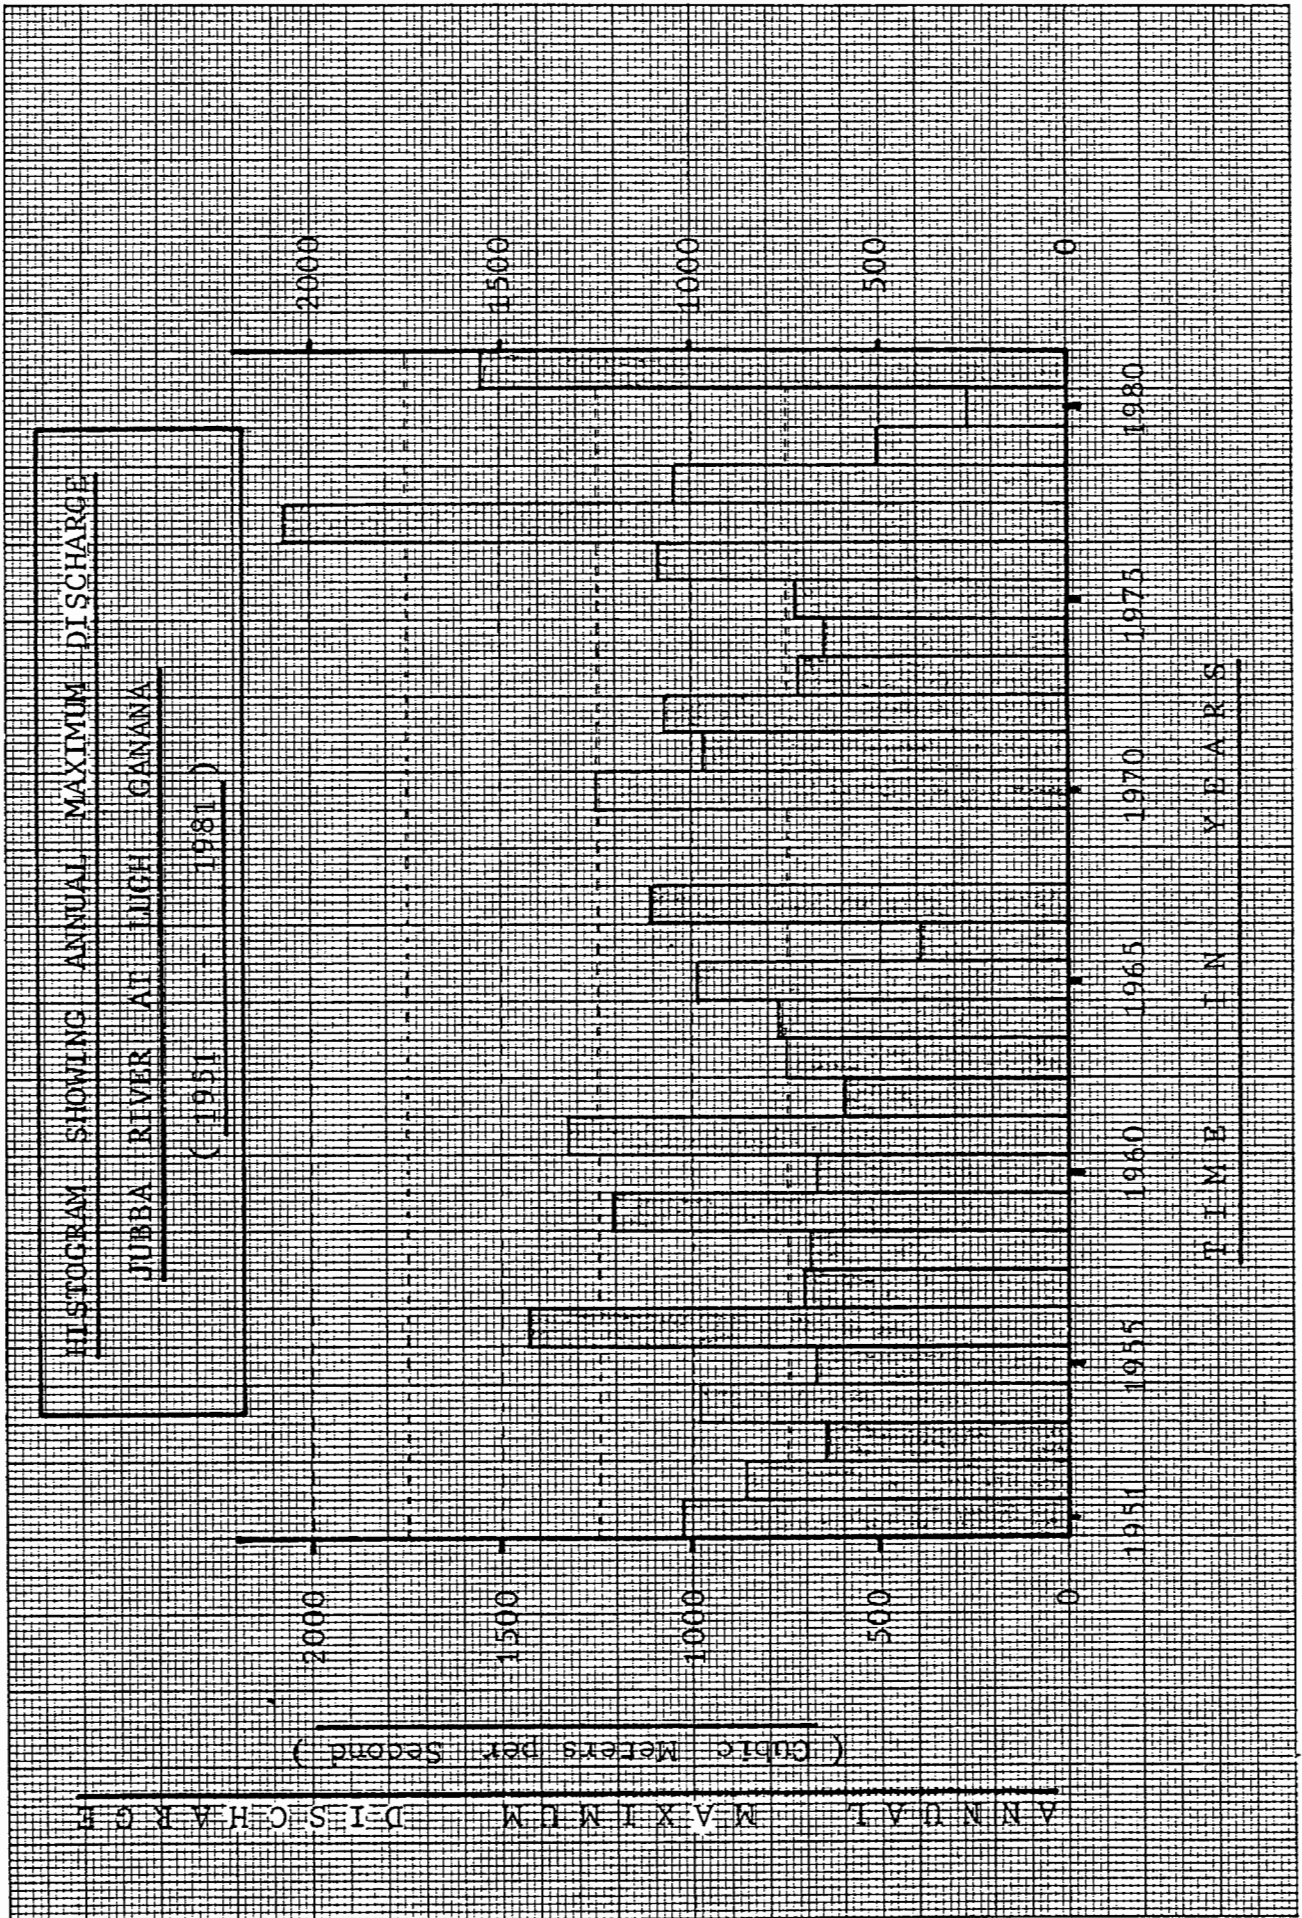 HISTOGRAM SHOWING ANNUAL MAXIMUM DISCHARGE
JUBBA RIVER AT LUGH GANANA
( 1951 - 1981 )
ANNUAL MAXIMUM DISCHARGE
( Cubic Meters per Second )
2000
1500
1000
500
0
2000
1500
1000
500
0
1951 1955 1960 1965 1970 1975 1980
TIME IN YEARS